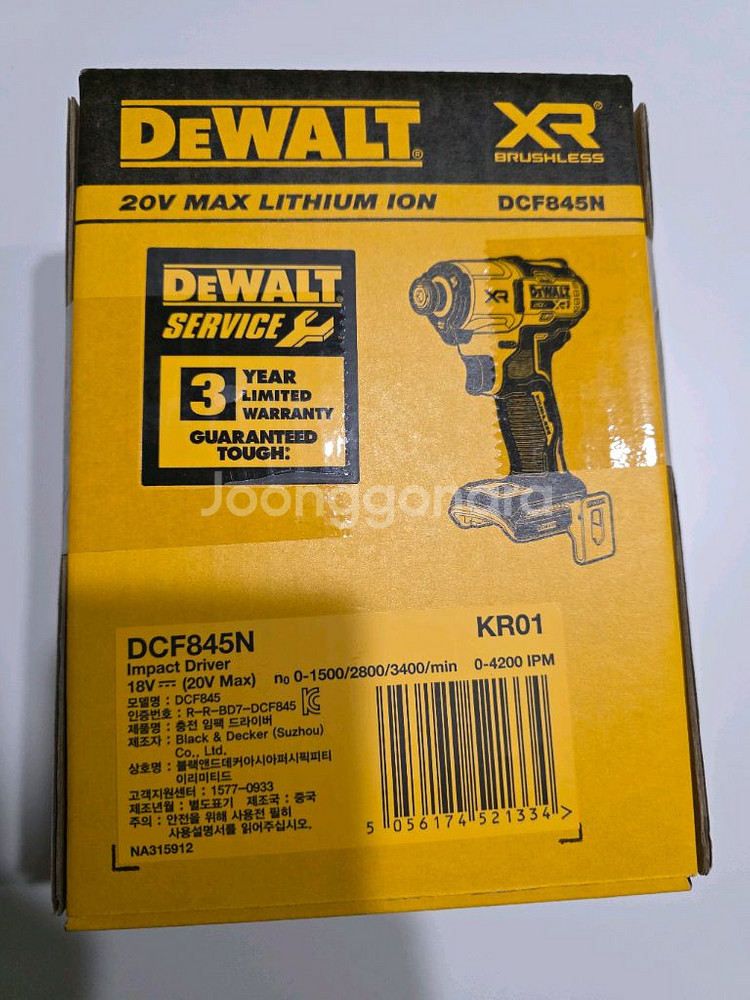 DEWALT®
XR®
BRUSHLESS
20V MAX LITHIUM ION DCF845N
DEWALT
SERVICE
3 YEAR
LIMITED
WARRANTY
GUARANTEED
TOUGH.
XR DEWALT
Joonggonara
DCF845N KR01
Impact Driver
18V ⎓ (20V Max) n₀ 0-1500/2800/3400/min 0-4200 IPM
모델명 : DCF845
인증번호 : R-R-BD7-DCF845
제품명 : 충전 임팩 드라이버
제조자 : Black & Decker (Suzhou)
Co., Ltd.
상호명 : 블랙앤드데커아시아퍼시픽피티
이리미티드
고객지원센터 : 1577-0933
제조년월 : 별도표기 제조국 : 중국
주의 : 안전을 위해 사용전 필히
사용설명서를 읽어주십시오.
NA315912
5 056174 521334 >